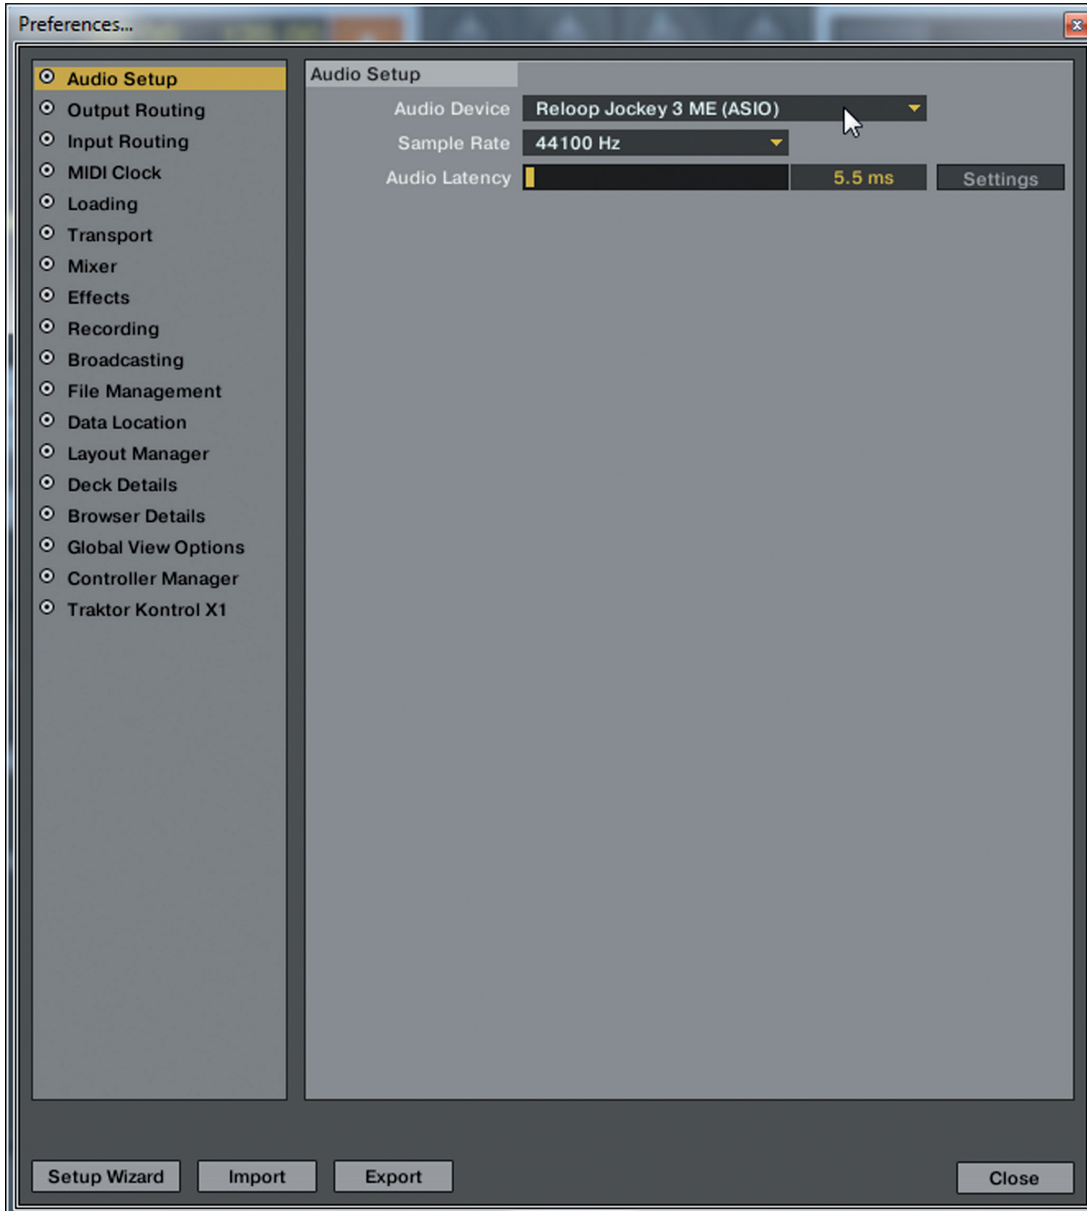 Preferences...
Audio Setup
Output Routing
Input Routing
MIDI Clock
Loading
Transport
Mixer
Effects
Recording
Broadcasting
File Management
Data Location
Layout Manager
Deck Details
Browser Details
Global View Options
Controller Manager
Traktor Kontrol X1
Audio Setup
Audio Device Reloop Jockey 3 ME (ASIO)
Sample Rate 44100 Hz
Audio Latency 5.5 ms Settings
Setup Wizard Import Export Close